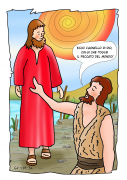 ECCO L'AGNELLO DI DIO,
COLUI CHE TOGLIE
IL PECCATO DEL MONDO!